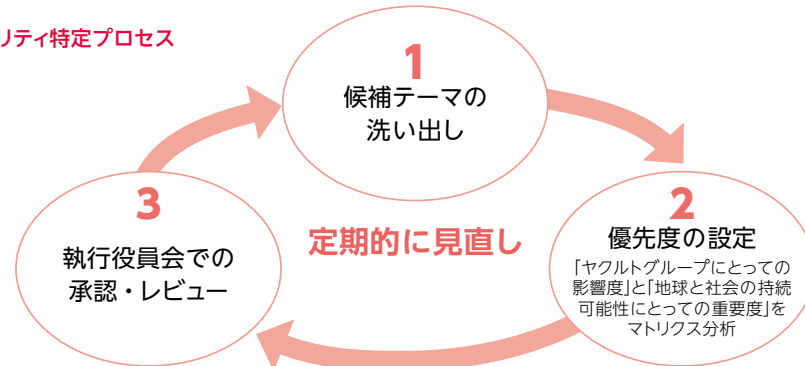 リティ特定プロセス
1
候補テーマの
洗い出し
2
優先度の設定
「ヤクルトグループにとっての
影響度」と「地球と社会の持続
可能性にとっての重要度」を
マトリクス分析
3
執行役員会での
承認・レビュー
定期的に見直し